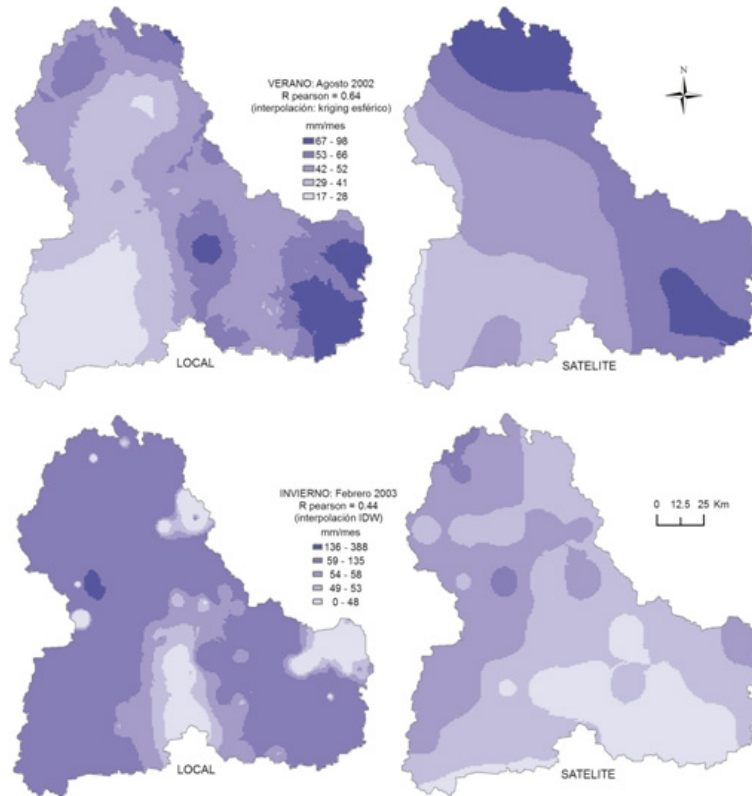 VERANO: Agosto 2002
R pearson = 0.64
(interpolación: kriging esférico)
mm/mes
67 - 98
53 - 66
42 - 52
29 - 41
17 - 28
N
LOCAL
SATELITE
INVIERNO: Febrero 2003
R pearson = 0.44
(interpolación IDW)
mm/mes
136 - 388
59 - 135
54 - 58
49 - 53
0 - 48
0 12.5 25 Km
LOCAL
SATELITE